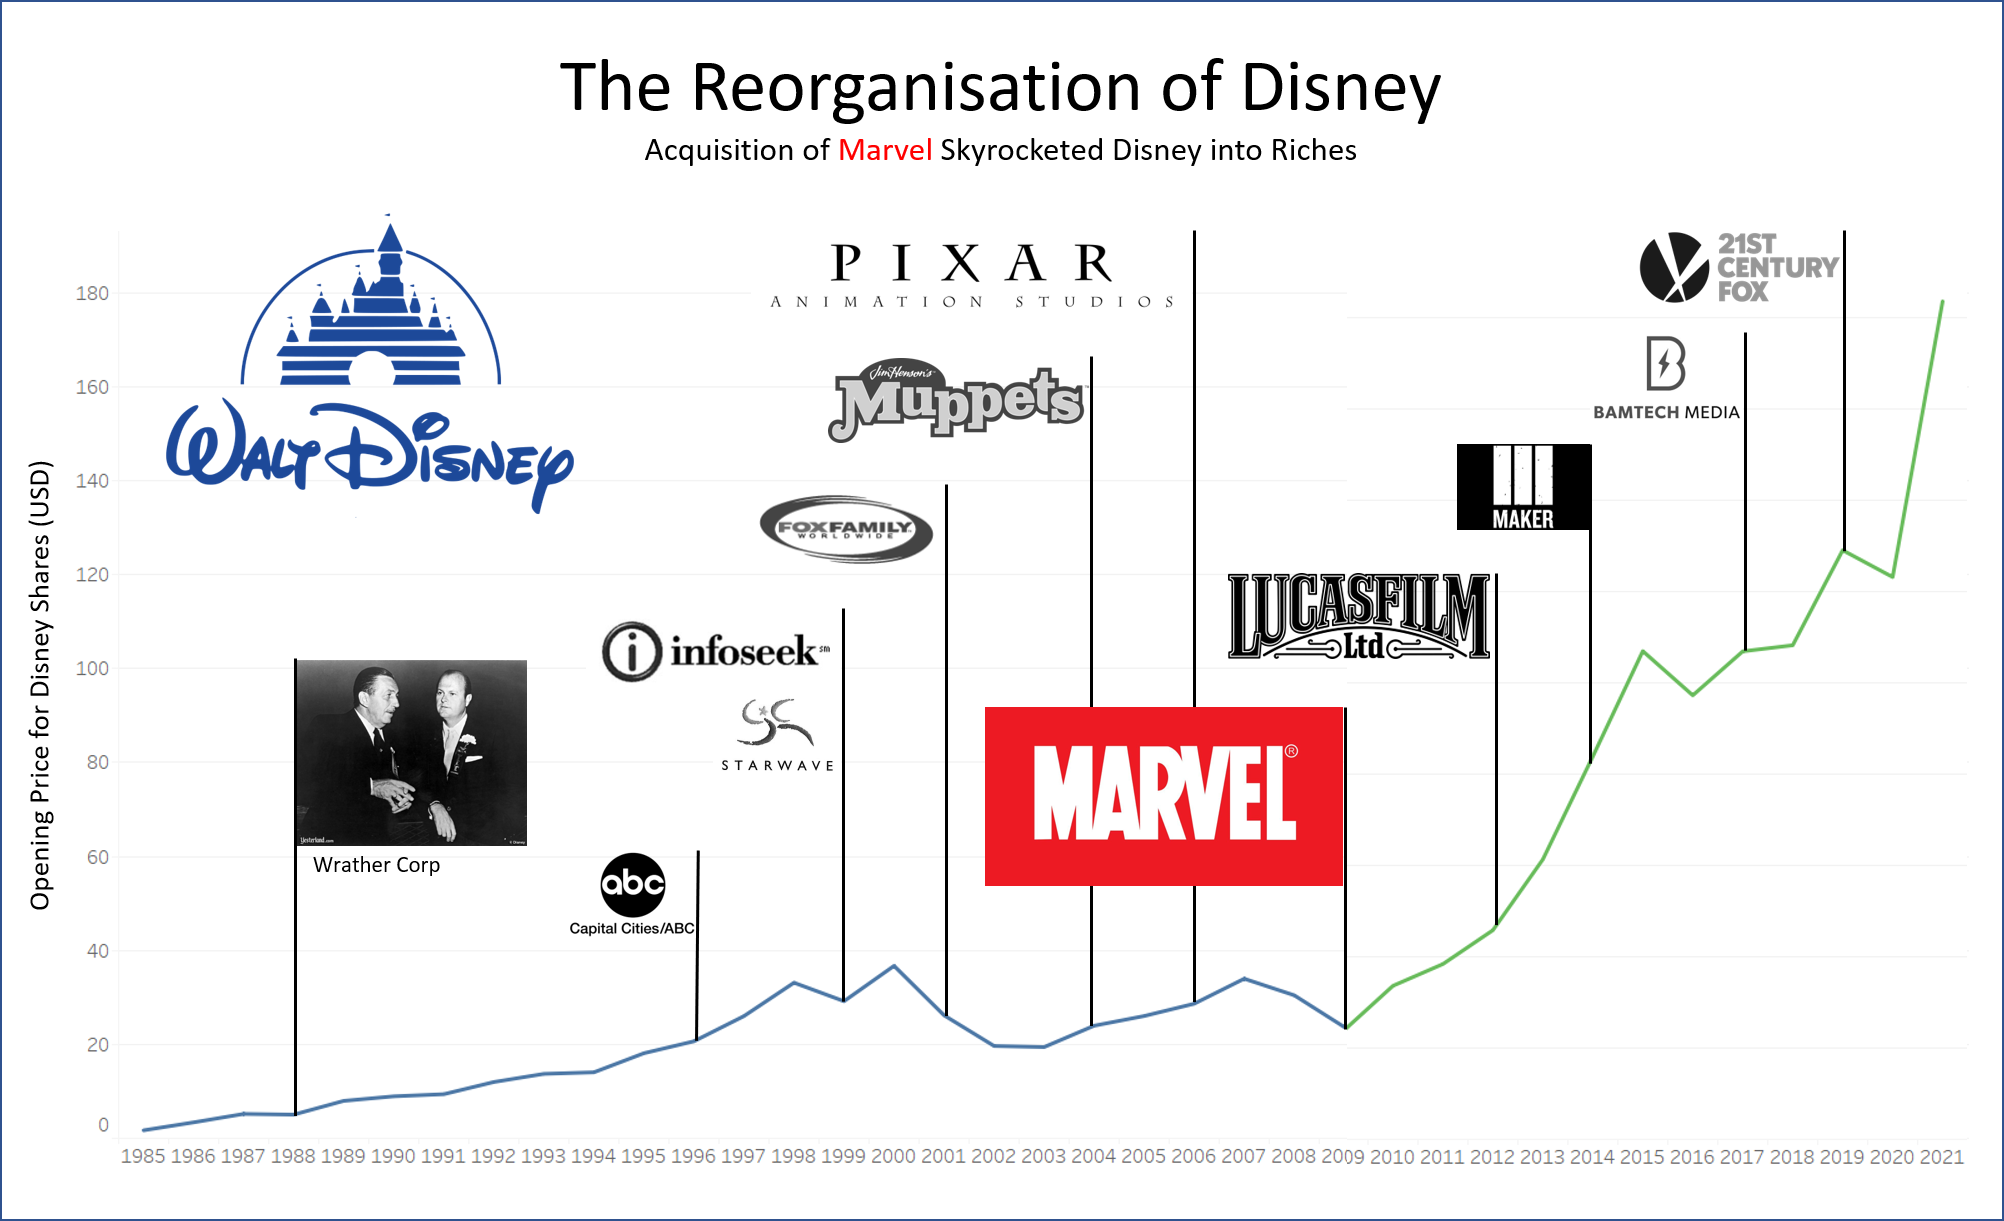 The Reorganisation of Disney
Acquisition of Marvel Skyrocketed Disney into Riches
Opening Price for Disney Shares (USD)
180
160
140
120
100
80
60
40
20
0
WALT DISNEY
PIXAR
ANIMATION STUDIOS
Jim Henson's
Muppets
FOXFAMILY
WORLDWIDE
infoseek sm
STARWAVE
Yesterland.com
© Disney
Wrather Corp
abc
Capital Cities/ABC
MARVEL ®
LUCASFILM
Ltd
MAKER
BAMTECH MEDIA
21ST
CENTURY
FOX
1985 1986 1987 1988 1989 1990 1991 1992 1993 1994 1995 1996 1997 1998 1999 2000 2001 2002 2003 2004 2005 2006 2007 2008 2009 2010 2011 2012 2013 2014 2015 2016 2017 2018 2019 2020 2021